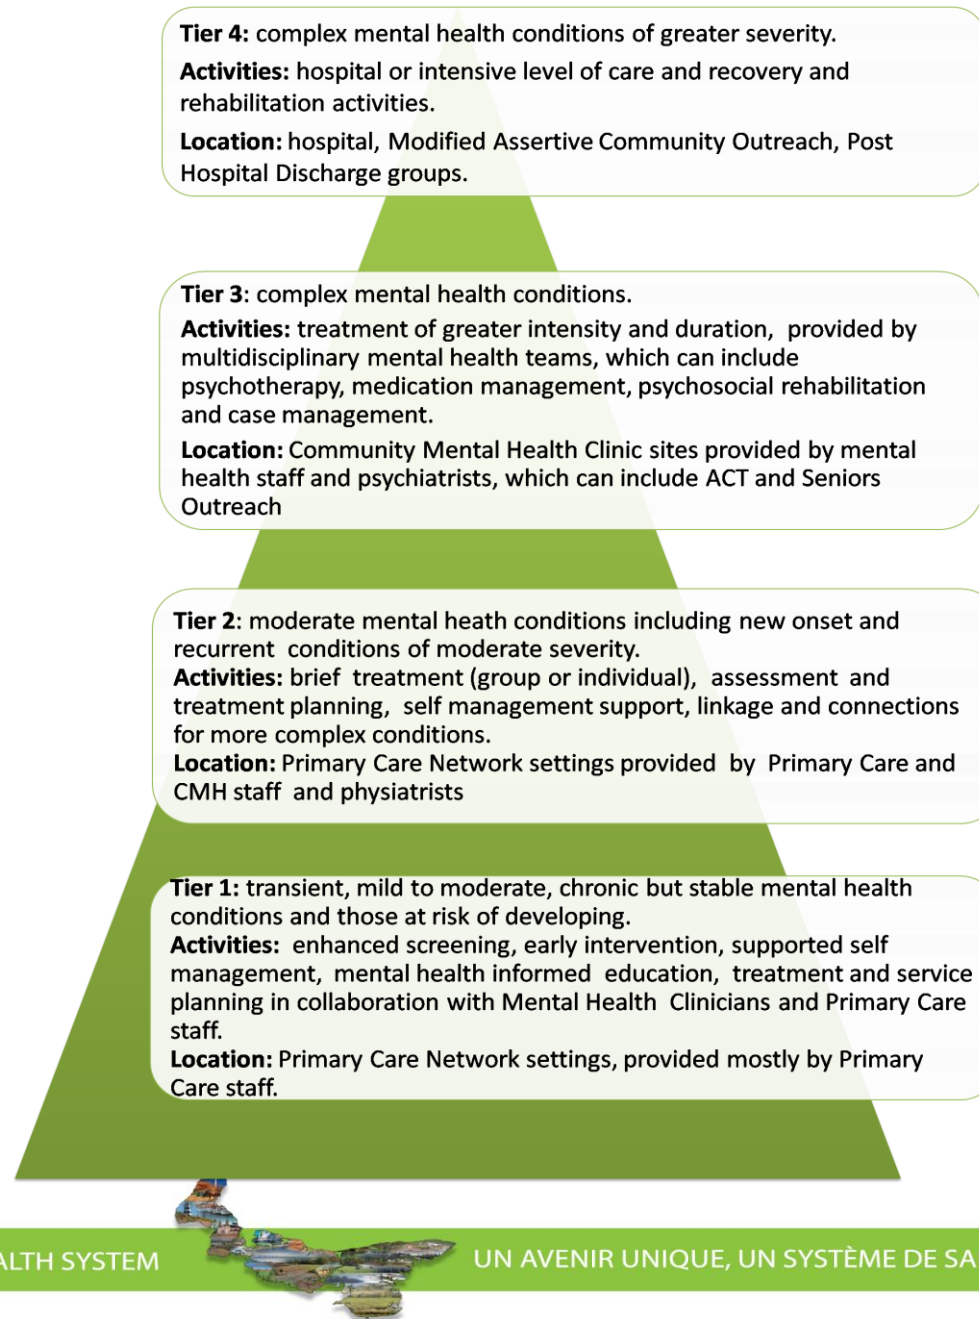 Tier 4: complex mental health conditions of greater severity.
Activities: hospital or intensive level of care and recovery and
rehabilitation activities.
Location: hospital, Modified Assertive Community Outreach, Post
Hospital Discharge groups.
Tier 3: complex mental health conditions.
Activities: treatment of greater intensity and duration, provided by
multidisciplinary mental health teams, which can include
psychotherapy, medication management, psychosocial rehabilitation
and case management.
Location: Community Mental Health Clinic sites provided by mental
health staff and psychiatrists, which can include ACT and Seniors
Outreach
Tier 2: moderate mental heath conditions including new onset and
recurrent conditions of moderate severity.
Activities: brief treatment (group or individual), assessment and
treatment planning, self management support, linkage and connections
for more complex conditions.
Location: Primary Care Network settings provided by Primary Care and
CMH staff and physiatrists
Tier 1: transient, mild to moderate, chronic but stable mental health
conditions and those at risk of developing.
Activities: enhanced screening, early intervention, supported self
management, mental health informed education, treatment and service
planning in collaboration with Mental Health Clinicians and Primary Care
staff.
Location: Primary Care Network settings, provided mostly by Primary
Care staff.
ALTH SYSTEM
UN AVENIR UNIQUE, UN SYSTÈME DE SA